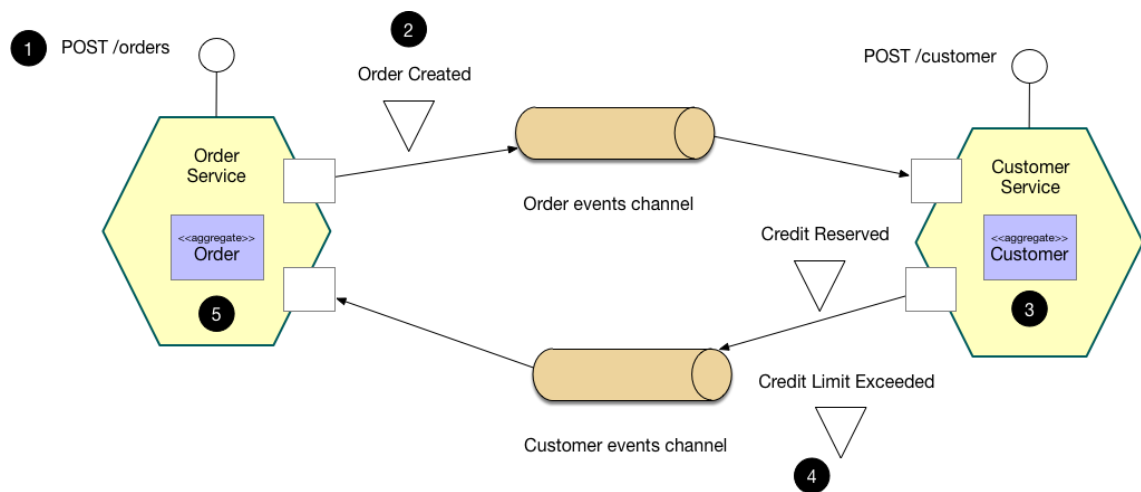 1
POST /orders
2
Order Created
POST /customer
Order
Service
<<aggregate>>
Order
5
Order events channel
Customer
Service
<<aggregate>>
Customer
3
Credit Reserved
Credit Limit Exceeded
4
Customer events channel